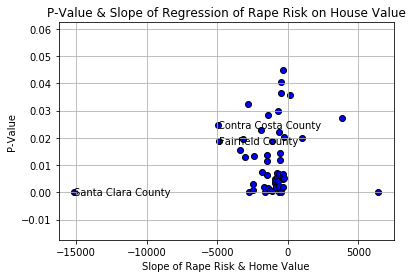 P-Value & Slope of Regression of Rape Risk on House Value
0.06
0.05
0.04
0.03
0.02
0.01
0.00
−0.01
P-Value
Contra Costa County
Fairfield County
Santa Clara County
−15000
−10000
−5000
0
5000
Slope of Rape Risk & Home Value